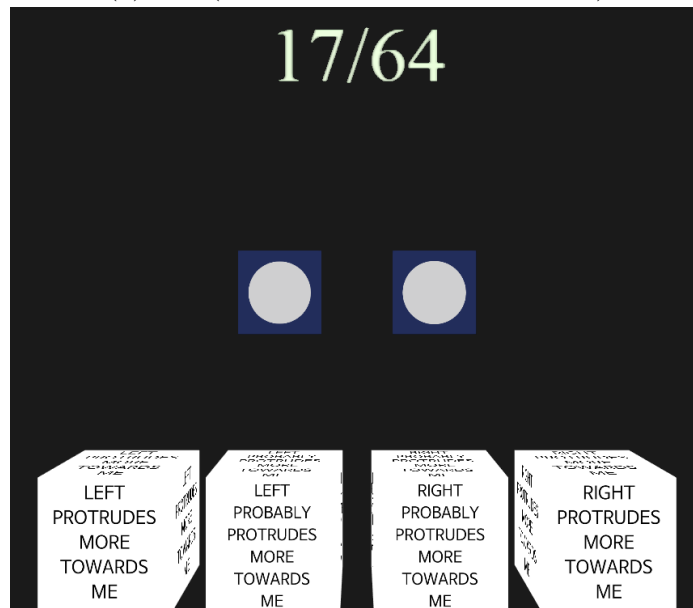 17/64
LEFT
PROTRUDES
MORE
TOWARDS
ME
LEFT
PROBABLY
PROTRUDES
MORE
TOWARDS
ME
RIGHT
PROBABLY
PROTRUDES
MORE
TOWARDS
ME
RIGHT
PROTRUDES
MORE
TOWARDS
ME